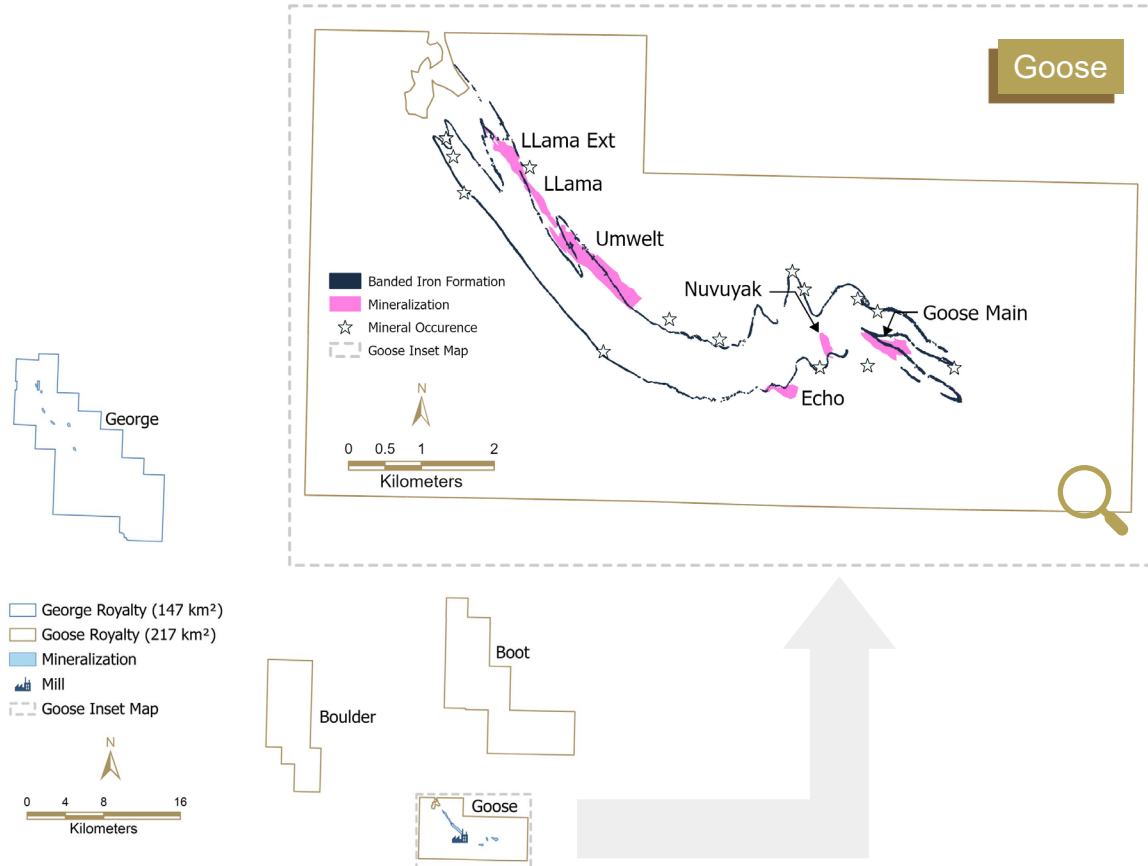 Goose
LLama Ext
LLama
Umwelt
Banded Iron Formation
Mineralization
Mineral Occurence
Goose Inset Map
Nuvuyak
Goose Main
Echo
N
0 0.5 1 2
Kilometers
George
George Royalty (147 km²)
Goose Royalty (217 km²)
Mineralization
Mill
Goose Inset Map
N
0 4 8 16
Kilometers
Boot
Boulder
Goose